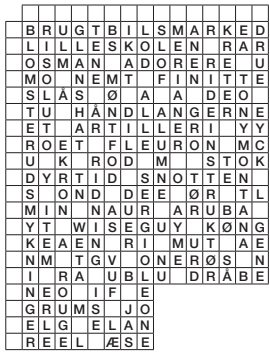 BRUGTBILSMARKED
LILLESKOLEN RAR
OSMAN ADORERE U
MO NEMT FINITTE
SLÅS Ø A A DEO
TU HÅNDLANGERNE
ET ARTILLERI YY
ROET FLEURON MC
U K ROD M STOK
DYRTID SNOTTEN
S OND DEE ØR TL
MIN NAUR ARUBA
YT WISEGUY KØNG
KEAEN RI MUT AE
NM TGV ONERØS N
I RA UBLU DRÅBE
NEO IF E
GRUMS JO
ELG ELAN
REEL ÆSE